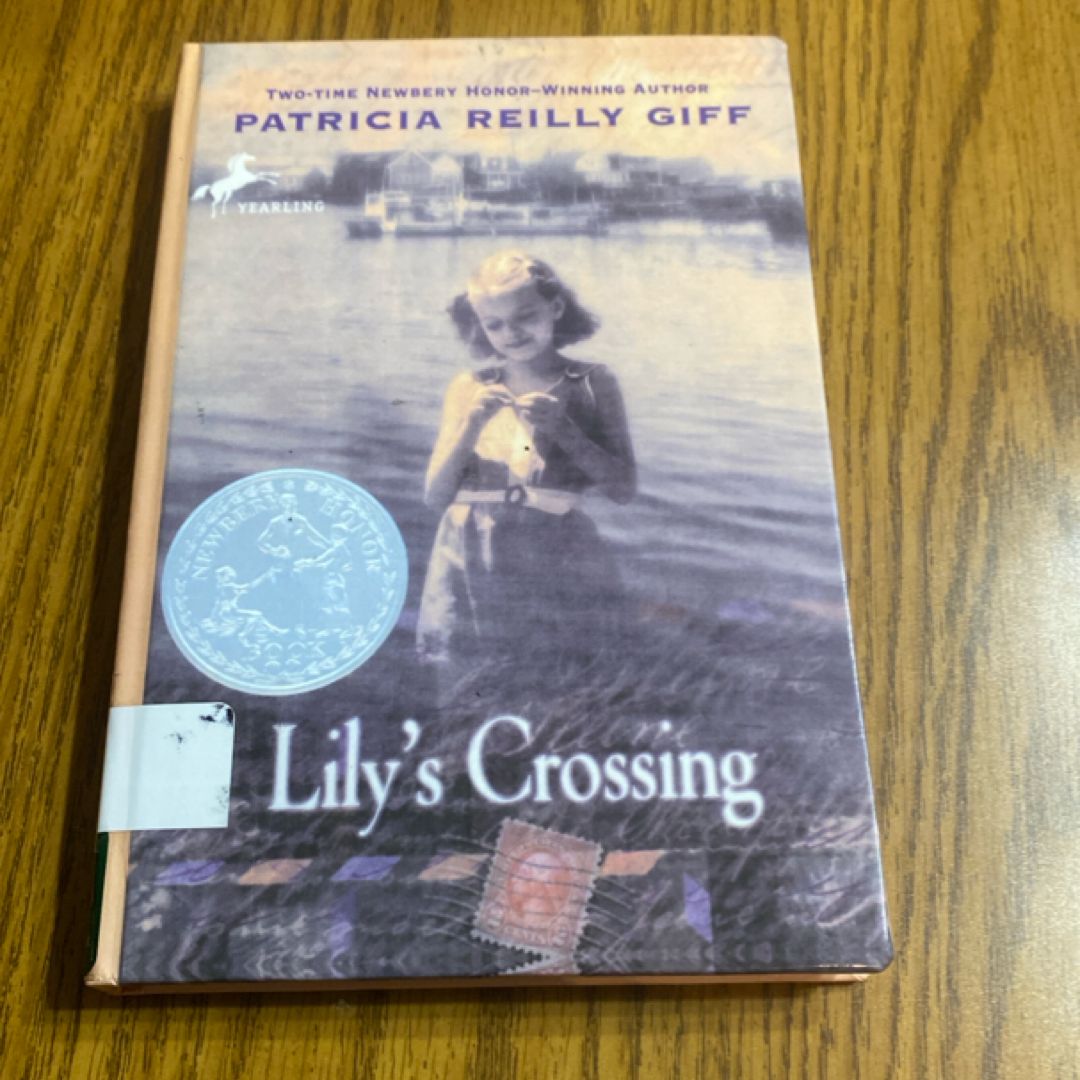 TWO-TIME NEWBERY HONOR–WINNING AUTHOR
PATRICIA REILLY GIFF
YEARLING
NEWBERY HONOR
BOOK
Lily's Crossing